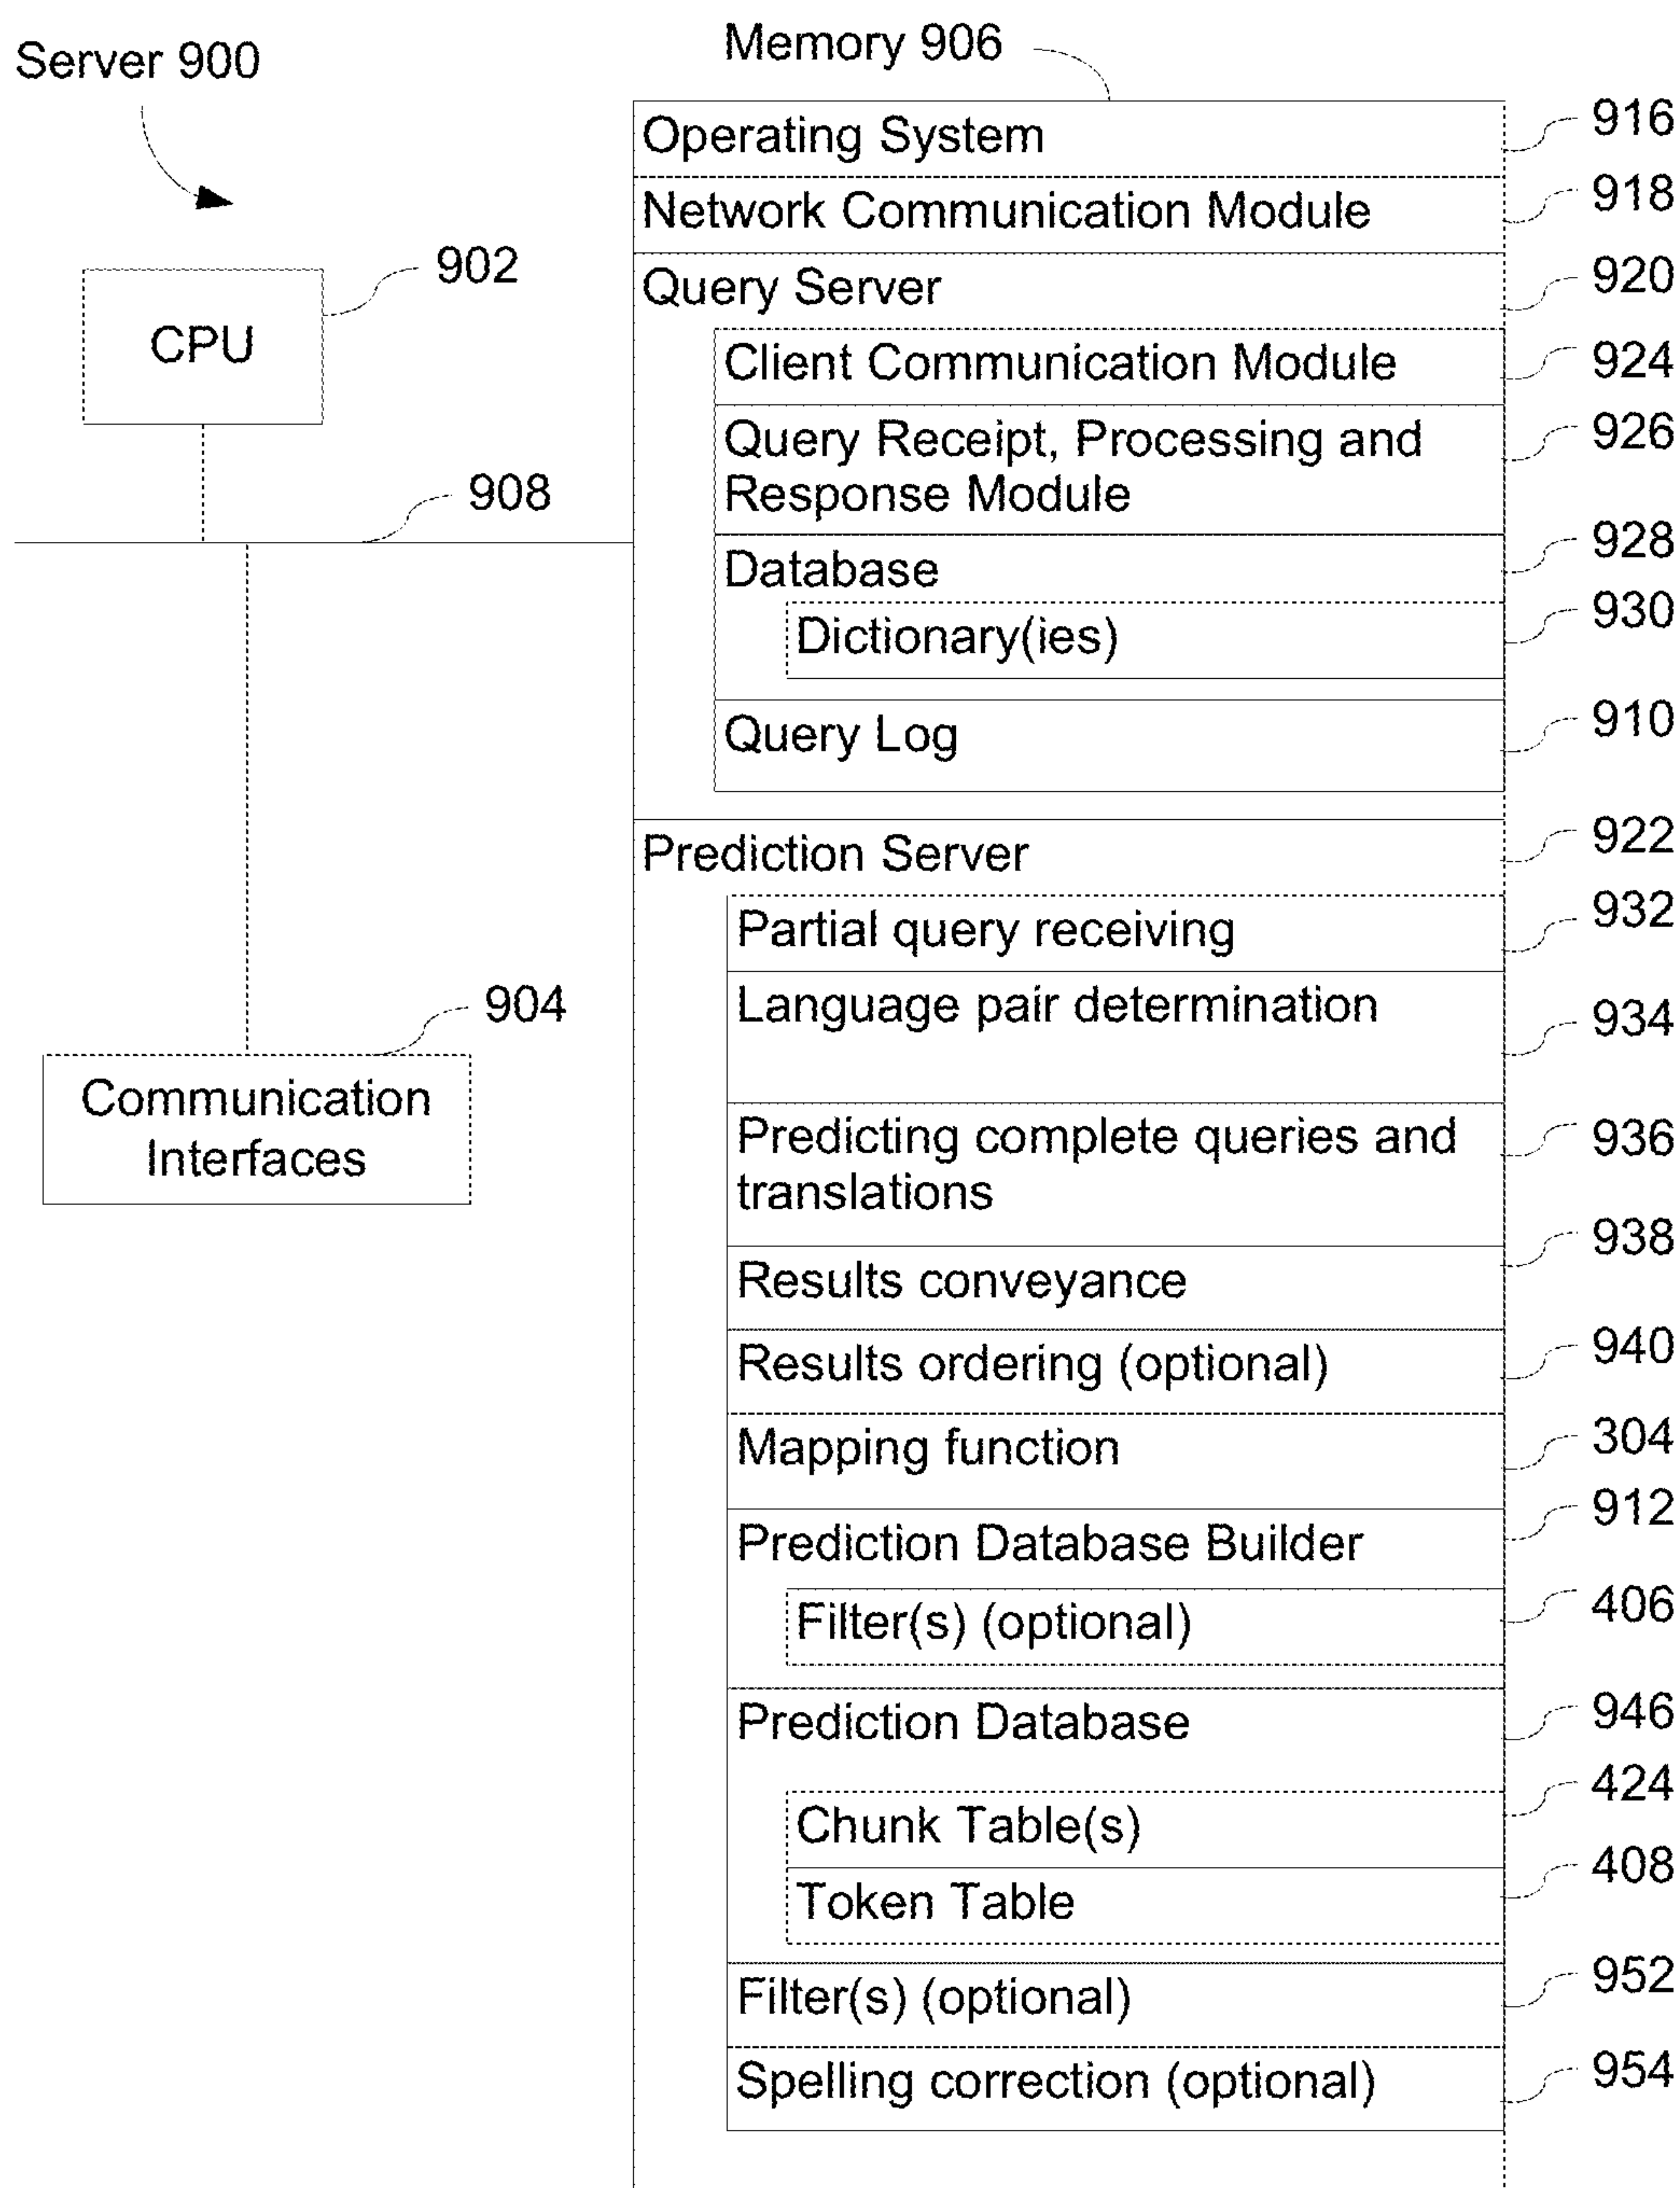 Server 900
Memory 906
Operating System 916
Network Communication Module 918
902
CPU
Query Server 920
Client Communication Module 924
Query Receipt, Processing and 926
Response Module
908
Database 928
Dictionary(ies) 930
Query Log 910
Prediction Server 922
Partial query receiving 932
Language pair determination 934
904
Communication
Interfaces
Predicting complete queries and 936
translations
Results conveyance 938
Results ordering (optional) 940
Mapping function 304
Prediction Database Builder 912
Filter(s) (optional) 406
Prediction Database 946
Chunk Table(s) 424
Token Table 408
Filter(s) (optional) 952
Spelling correction (optional) 954